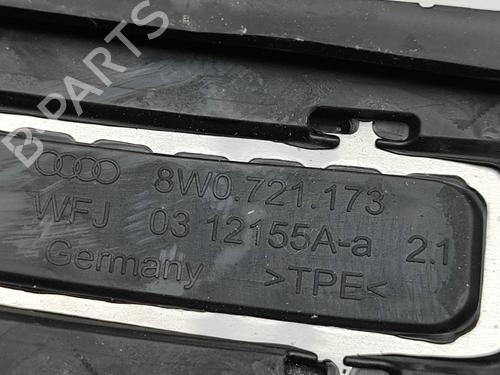 B-PARTS
8W0.721.173
WFJ 03 12155A-a 2.1
Germany >TPE<